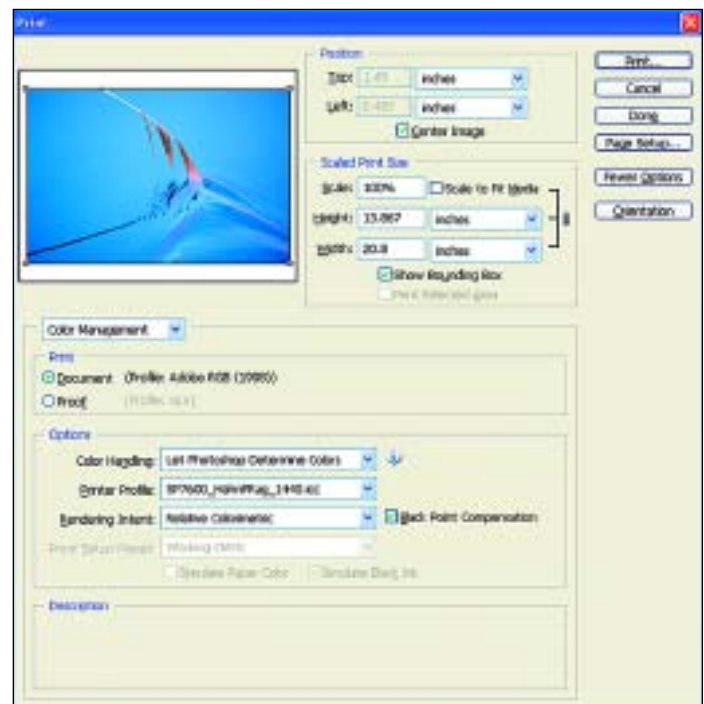 Print
Position
Top: 1.45 inches
Left: inches
Center Image
Scaled Print Size
Scale: 100% Scale to Fit Media
Height: 13.867 inches
Width: 20.8 inches
Show Bounding Box
Print Selected Area
Print...
Cancel
Done
Page Setup...
Fewer Options
Orientation
Color Management
Print
Document (Profile: Adobe RGB (1998))
Proof (Profile: N/A)
Options
Color Handling: Let Photoshop Determine Colors
Printer Profile:
Rendering Intent: Relative Colorimetric Black Point Compensation
Proof Setup Preset: Working CMYK
Simulate Paper Color Simulate Black Ink
Description